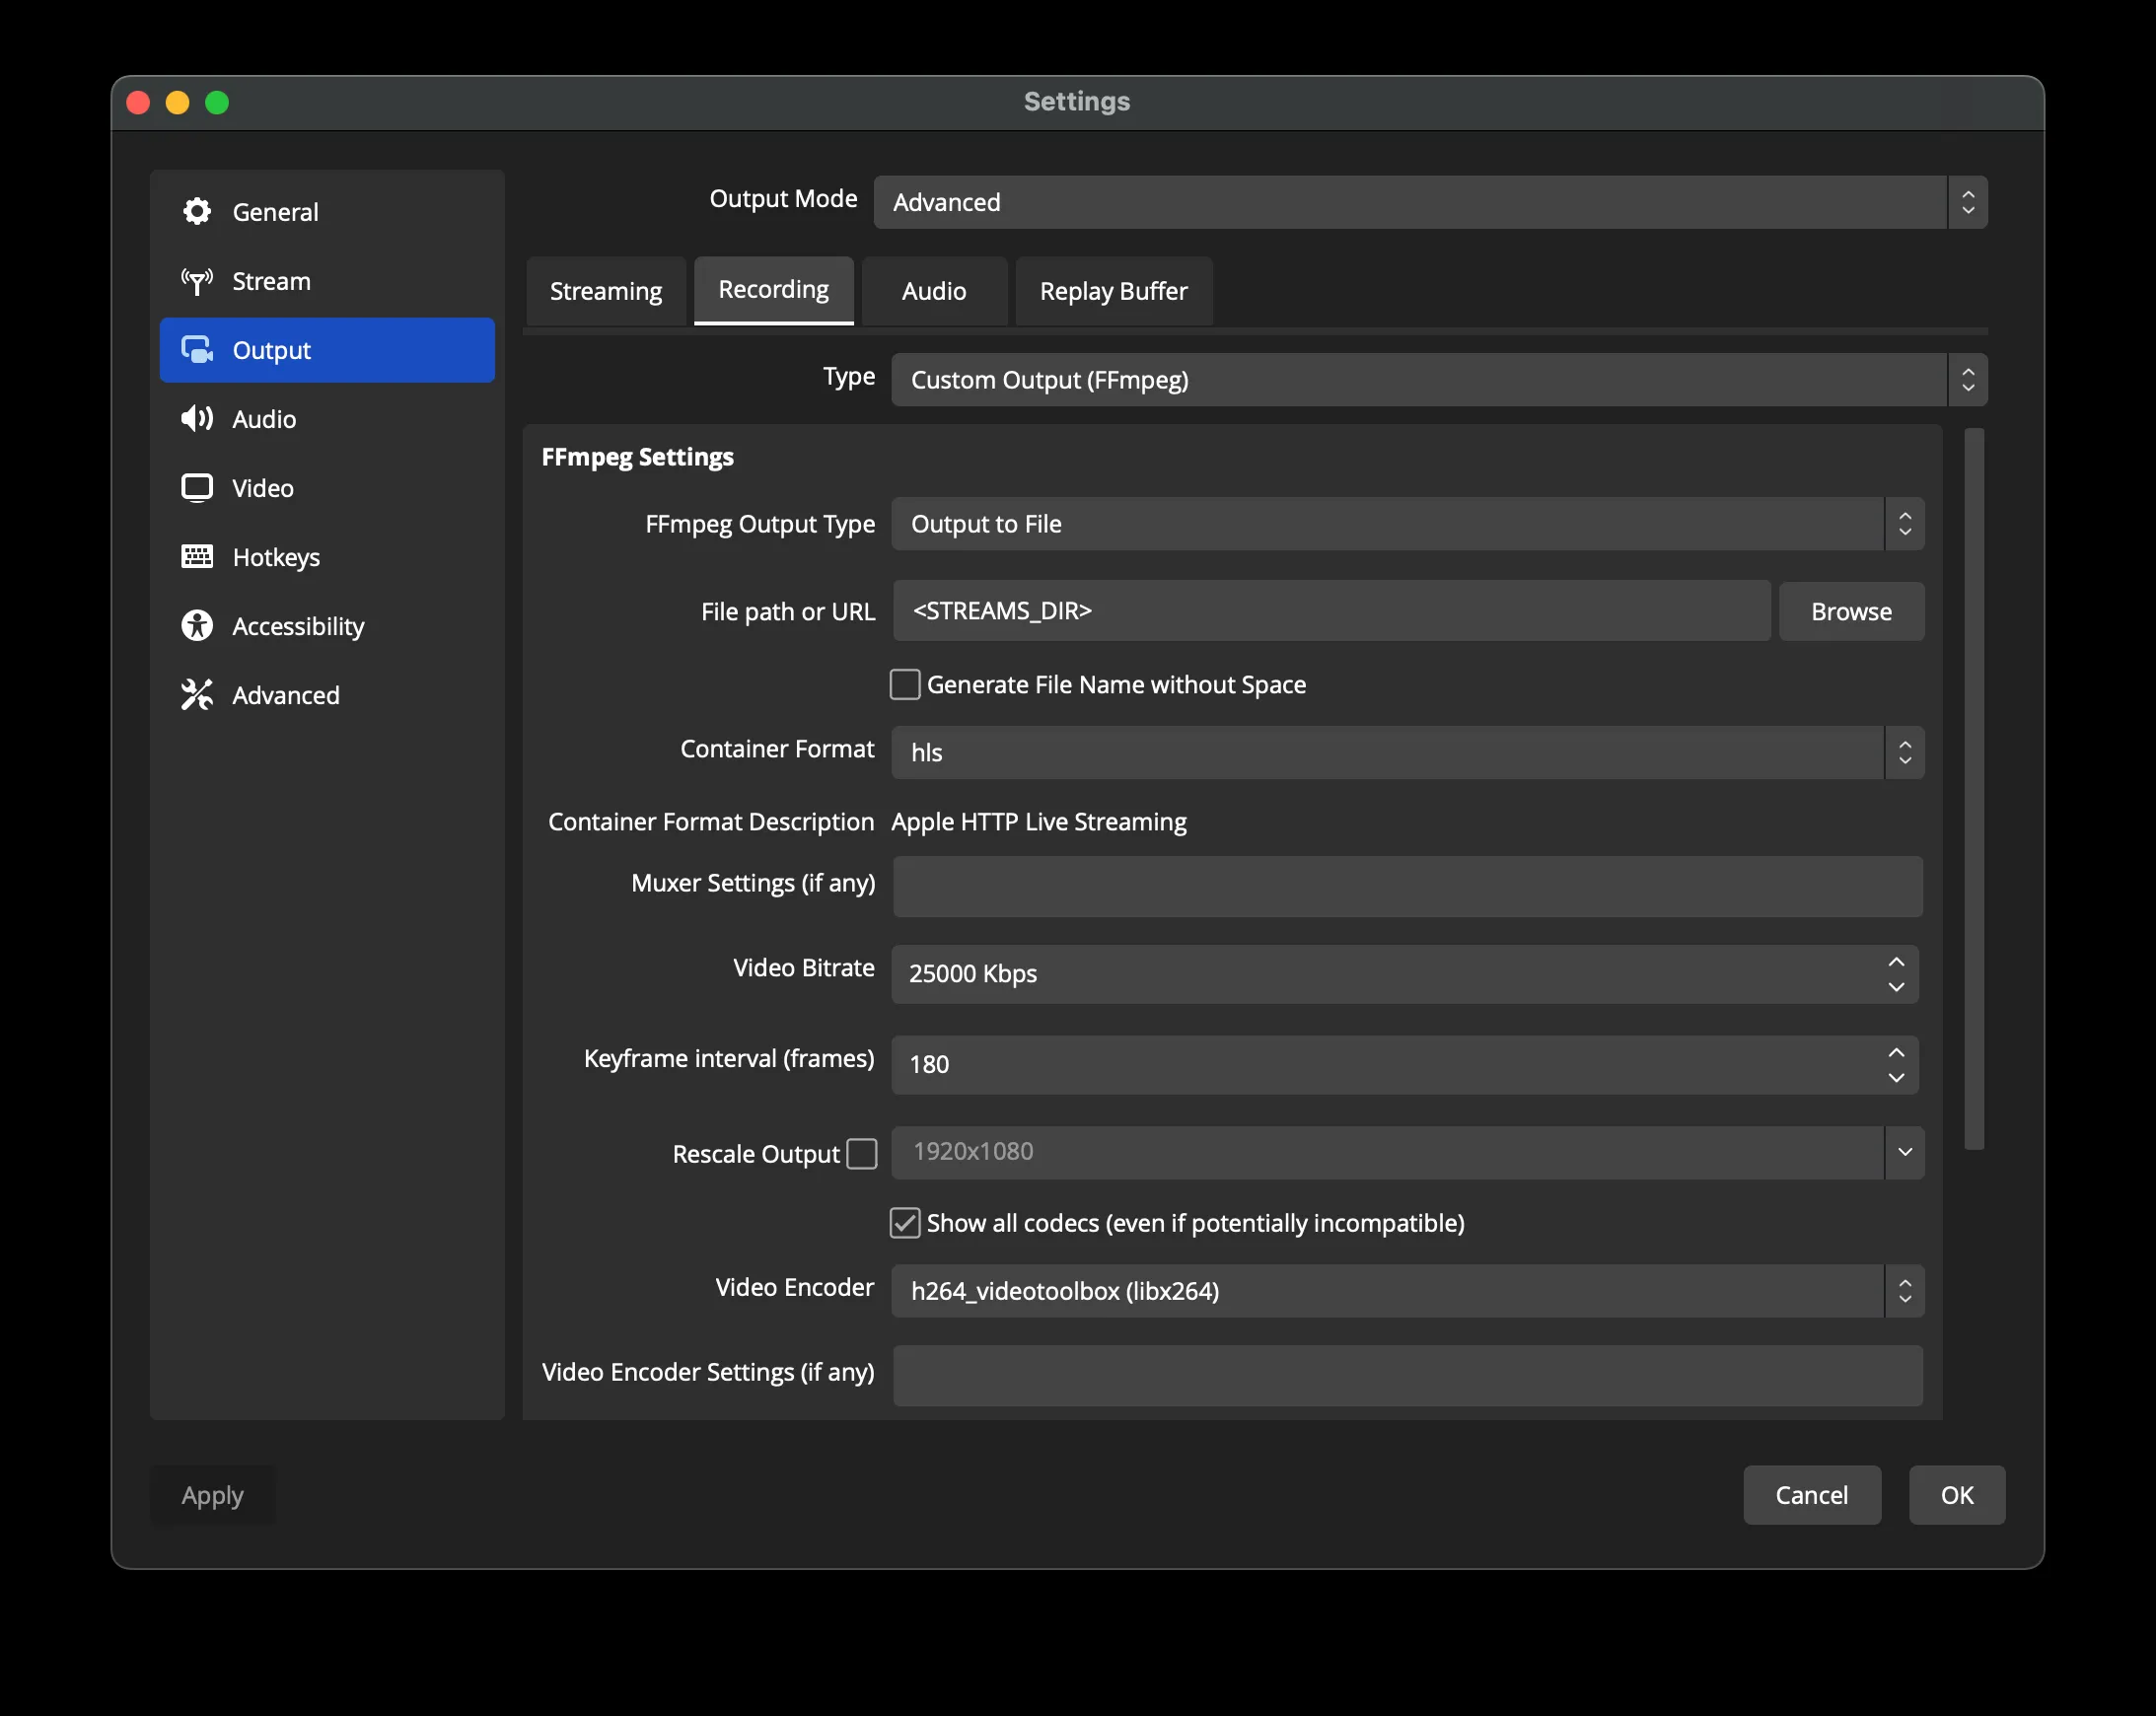 Settings
General
Stream
Output
Audio
Video
Hotkeys
Accessibility
Advanced
Output Mode Advanced
Streaming Recording Audio Replay Buffer
Type Custom Output (FFmpeg)
FFmpeg Settings
FFmpeg Output Type Output to File
File path or URL <STREAMS_DIR> Browse
Generate File Name without Space
Container Format hls
Container Format Description Apple HTTP Live Streaming
Muxer Settings (if any)
Video Bitrate 25000 Kbps
Keyframe interval (frames) 180
Rescale Output 1920x1080
Show all codecs (even if potentially incompatible)
Video Encoder h264_videotoolbox (libx264)
Video Encoder Settings (if any)
Apply Cancel OK